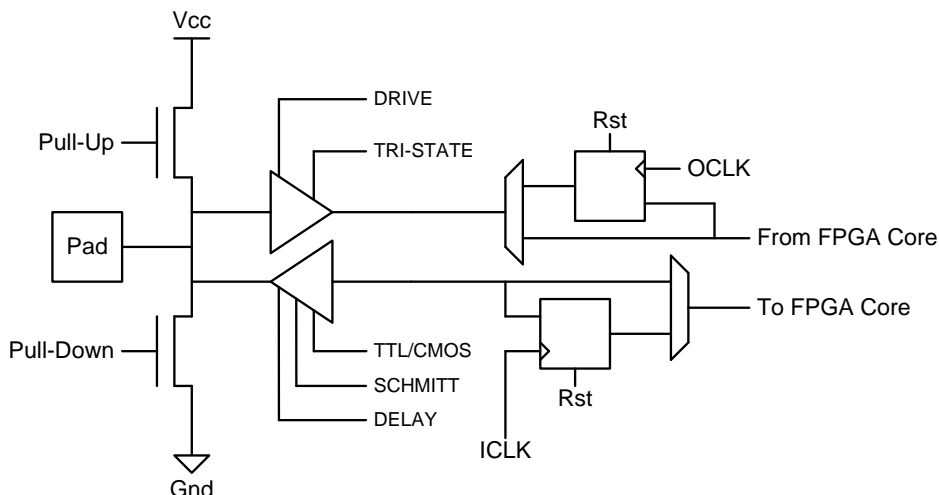 Vcc
DRIVE
Rst
Pull-Up
TRI-STATE
OCLK
Pad
From FPGA Core
To FPGA Core
Pull-Down
TTL/CMOS
SCHMITT
Rst
DELAY
ICLK
Gnd